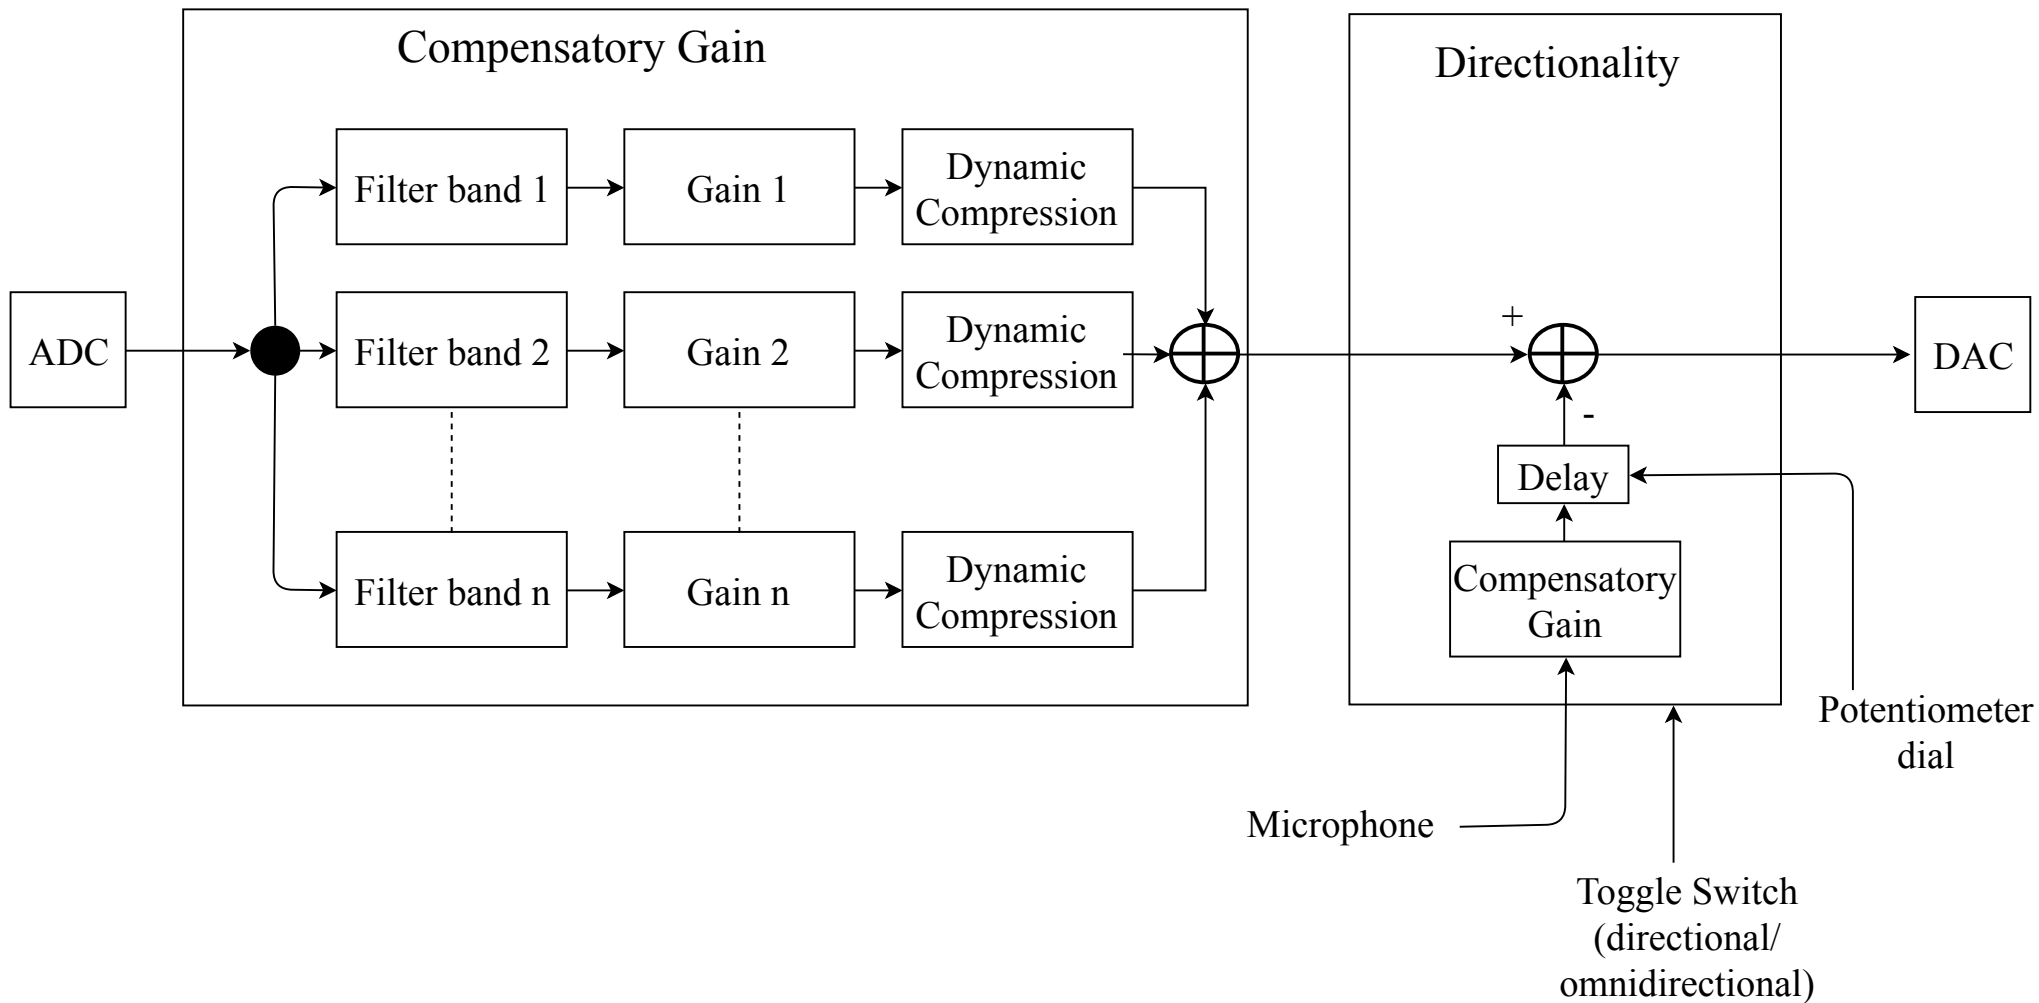 Compensatory Gain
Directionality
Filter band 1
Gain 1
Dynamic
Compression
ADC
Filter band 2
Gain 2
Dynamic
Compression
+
DAC
-
Delay
Filter band n
Gain n
Dynamic
Compression
Compensatory
Gain
Potentiometer
dial
Microphone
Toggle Switch
(directional/
omnidirectional)